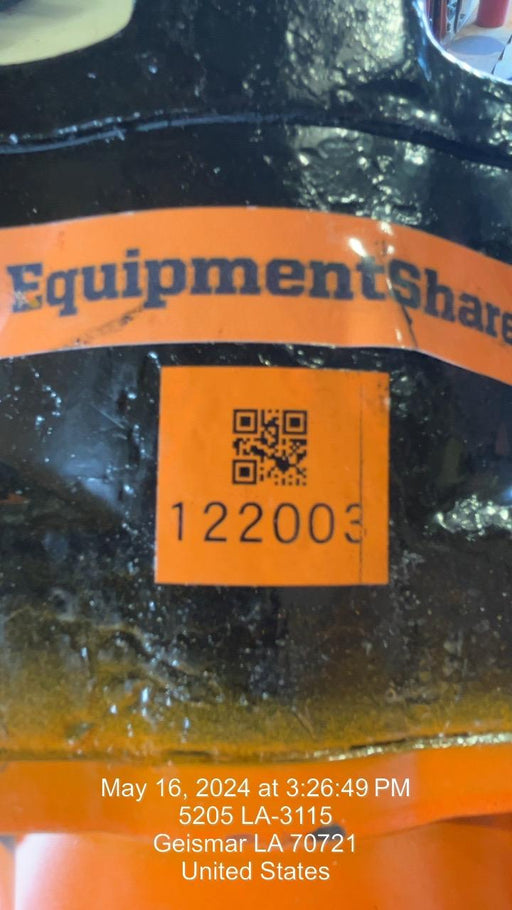 EquipmentShare
122003
May 16, 2024 at 3:26:49 PM
5205 LA-3115
Geismar LA 70721
United States